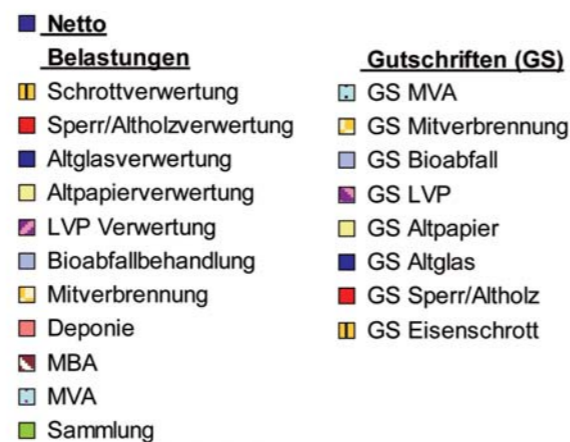 Netto
Belastungen
Schrottverwertung
Sperr/Altholzverwertung
Altglasverwertung
Altpapierverwertung
LVP Verwertung
Bioabfallbehandlung
Mitverbrennung
Deponie
MBA
MVA
Sammlung
Gutschriften (GS)
GS MVA
GS Mitverbrennung
GS Bioabfall
GS LVP
GS Altpapier
GS Altglas
GS Sperr/Altholz
GS Eisenschrott